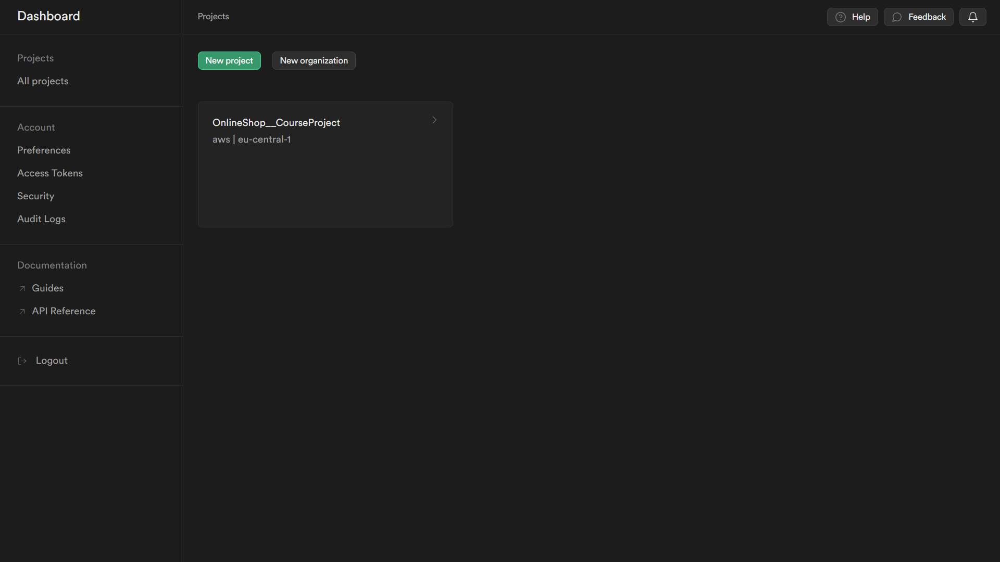 Dashboard
Projects
Help
Feedback
Projects
All projects
Account
Preferences
Access Tokens
Security
Audit Logs
Documentation
Guides
API Reference
Logout
New project
New organization
OnlineShop__CourseProject
aws | eu-central-1